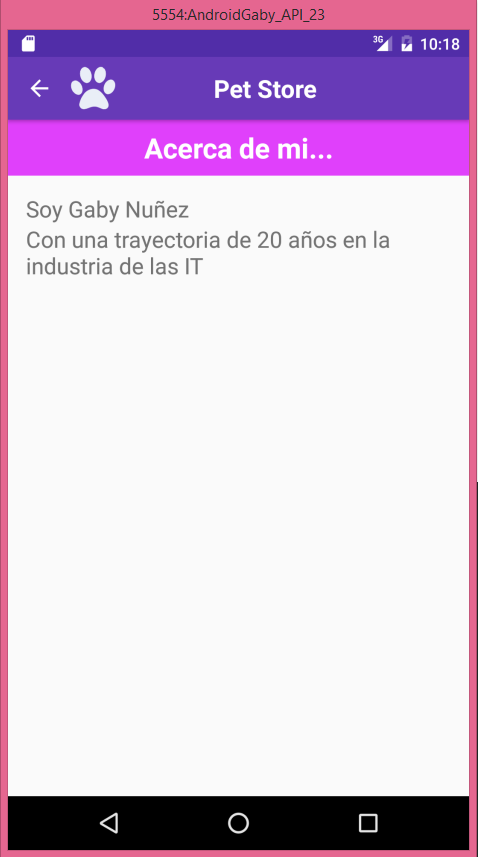 5554:AndroidGaby_API_23
3G 10:18
Pet Store
Acerca de mi...
Soy Gaby Nuñez
Con una trayectoria de 20 años en la
industria de las IT